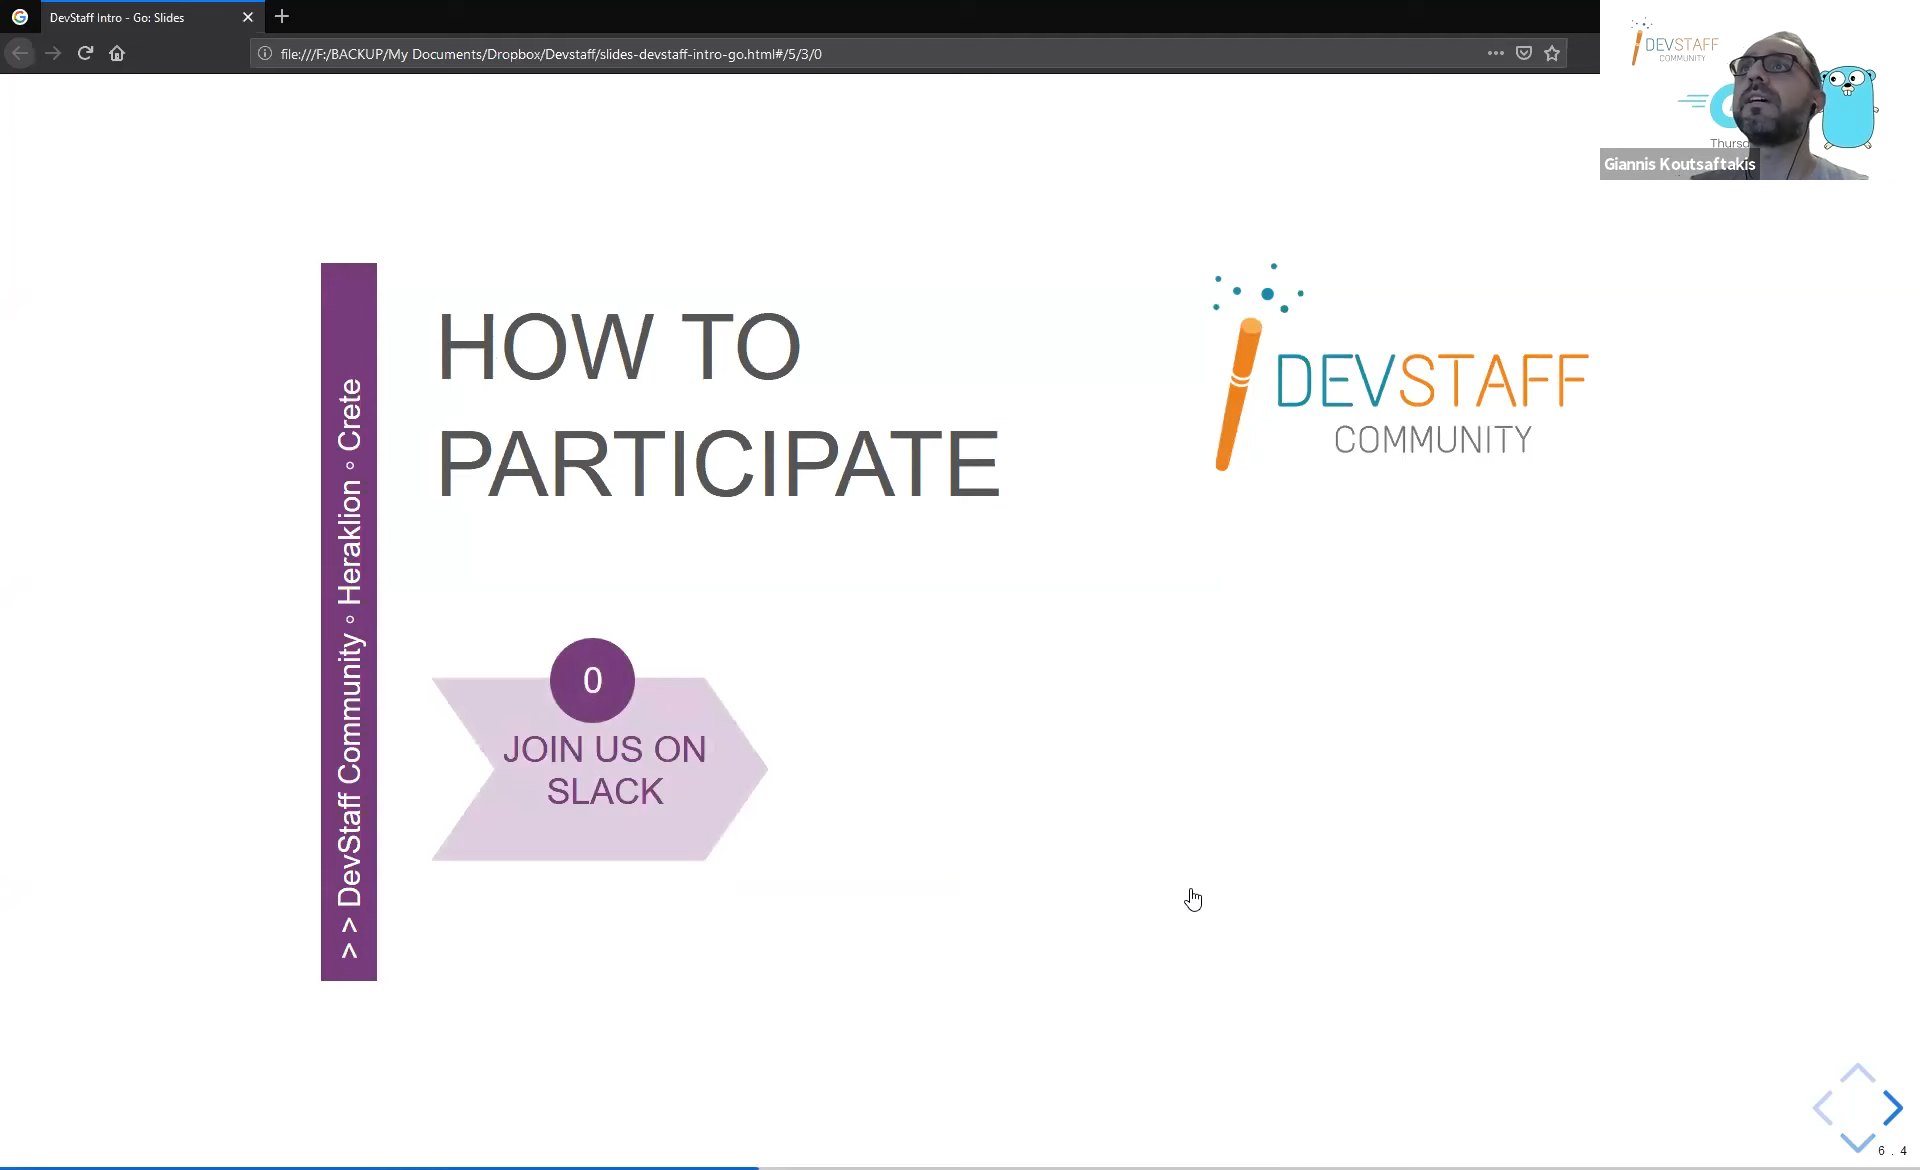 DevStaff Intro - Go: Slides
file:///F:/BACKUP/My Documents/Dropbox/Devstaff/slides-devstaff-intro-go.html#/5/3/0
DEVSTAFF
COMMUNITY
Giannis Koutsaftakis
> > DevStaff Community ◦ Heraklion ◦ Crete
HOW TO
PARTICIPATE
DEVSTAFF
COMMUNITY
0
JOIN US ON
SLACK
6 . 4